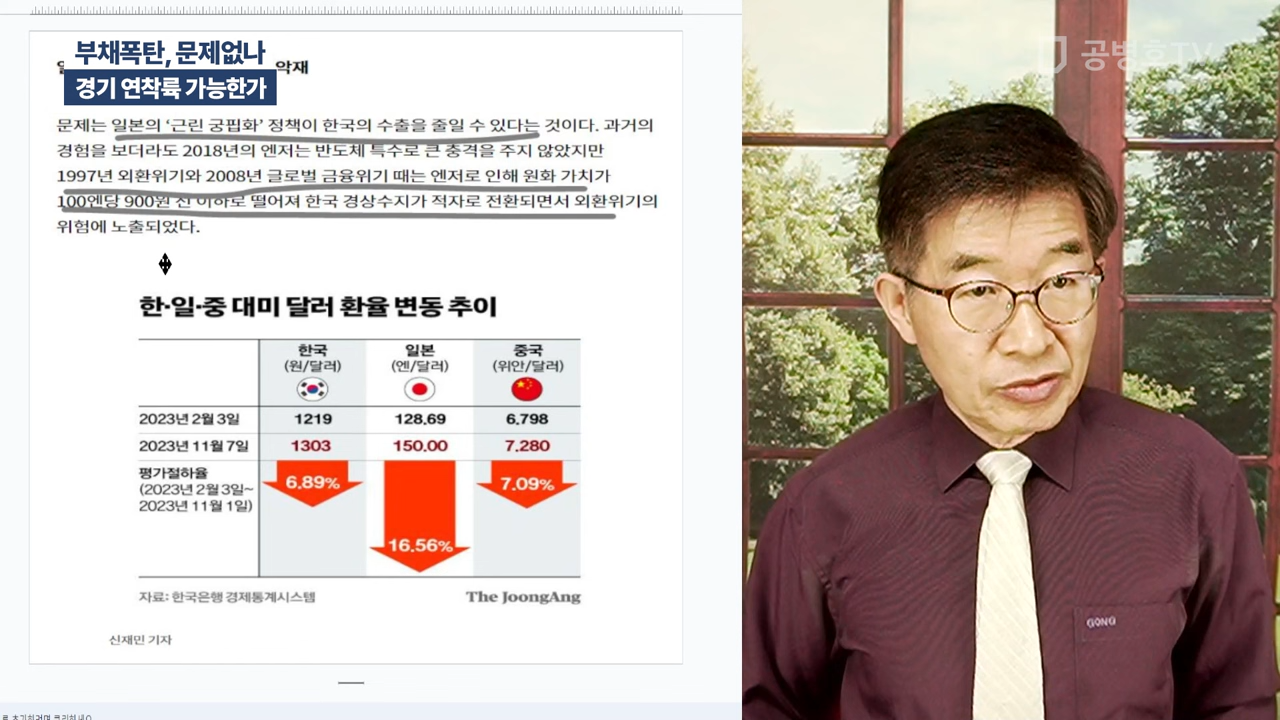 부채폭탄, 문제없나
악재
경기 연착륙 가능한가
공병호TV
문제는 일본의 ‘근린 궁핍화’ 정책이 한국의 수출을 줄일 수 있다는 것이다. 과거의
경험을 보더라도 2018년의 엔저는 반도체 특수로 큰 충격을 주지 않았지만
1997년 외환위기와 2008년 글로벌 금융위기 때는 엔저로 인해 원화 가치가
100엔당 900원 선 이하로 떨어져 한국 경상수지가 적자로 전환되면서 외환위기의
위험에 노출되었다.
한·일·중 대미 달러 환율 변동 추이
한국 일본 중국
(원/달러) (엔/달러) (위안/달러)
2023년 2월 3일 1219 128.69 6.798
2023년 11월 7일 1303 150.00 7.280
평가절하율
(2023년 2월 3일~
2023년 11월 1일)
6.89% 16.56% 7.09%
자료: 한국은행 경제통계시스템 The JoongAng
신재민 기자
GONG